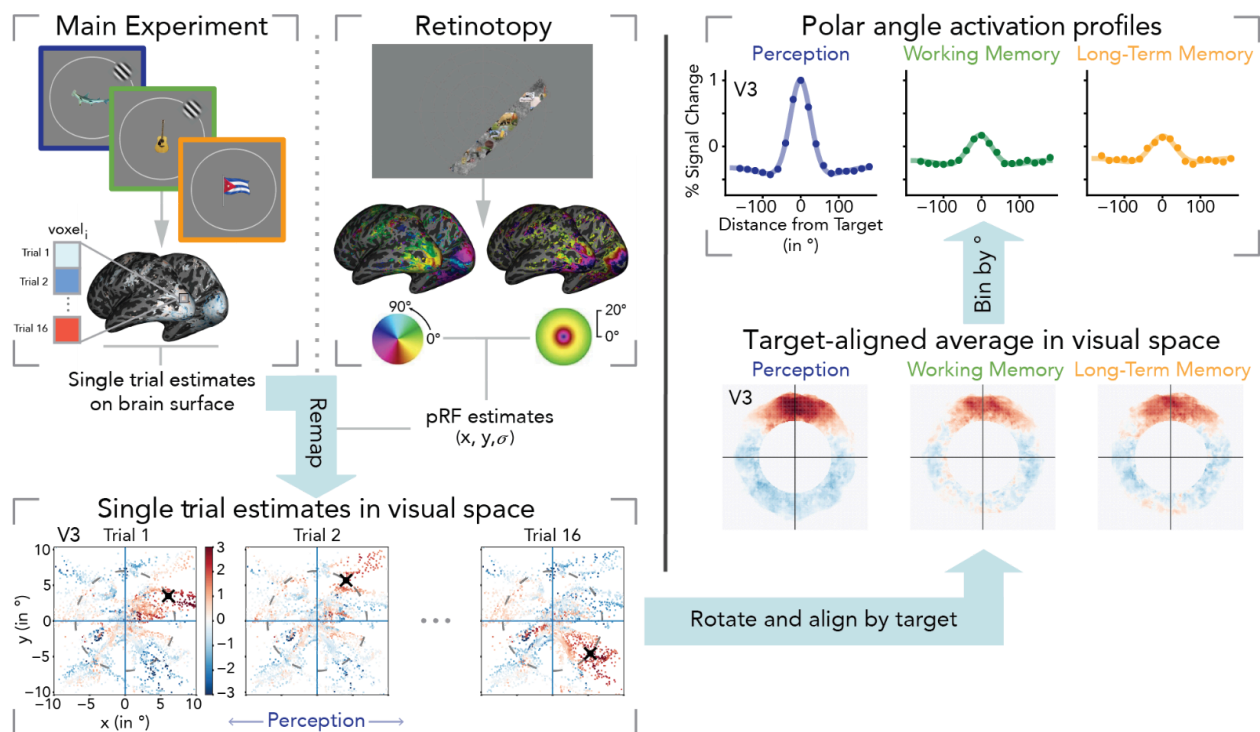 Main Experiment
voxel i
Trial 1
Trial 2
Trial 16
Single trial estimates
on brain surface
Retinotopy
90°
0°
20°
0°
pRF estimates
(x, y,σ)
Remap
Single trial estimates in visual space
V3
Trial 1
Trial 2
Trial 16
10
5
0
-5
-10
y (in °)
-10
-5
0
5
10
x (in °)
3
2
1
0
-1
-2
-3
Perception
Rotate and align by target
Target-aligned average in visual space
Perception
Working Memory
Long-Term Memory
V3
Bin by °
Polar angle activation profiles
Perception
Working Memory
Long-Term Memory
V3
% Signal Change
1
0
−100
0
100
−100
0
100
−100
0
100
Distance from Target
(in °)